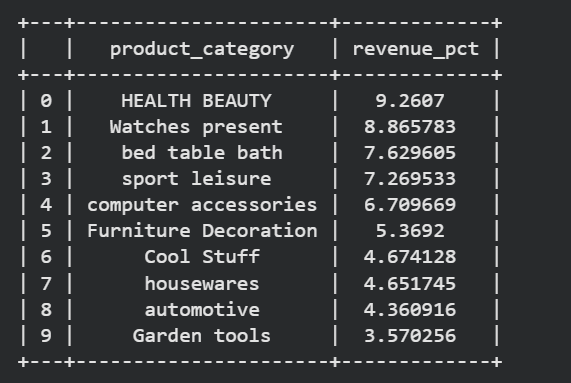 +---+----------------------+-------------+
|   |   product_category   | revenue_pct |
+---+----------------------+-------------+
| 0 |    HEALTH BEAUTY     |   9.2607    |
| 1 |   Watches present    |  8.865783   |
| 2 |    bed table bath    |  7.629605   |
| 3 |    sport leisure     |  7.269533   |
| 4 | computer accessories |  6.709669   |
| 5 | Furniture Decoration |   5.3692    |
| 6 |      Cool Stuff      |  4.674128   |
| 7 |      housewares      |  4.651745   |
| 8 |      automotive      |  4.360916   |
| 9 |     Garden tools     |  3.570256   |
+---+----------------------+-------------+